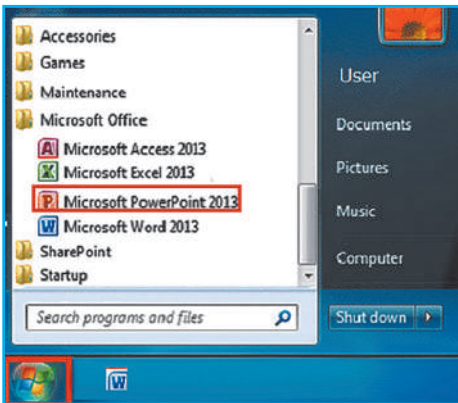 Accessories
Games
Maintenance
Microsoft Office
Microsoft Access 2013
Microsoft Excel 2013
Microsoft PowerPoint 2013
Microsoft Word 2013
SharePoint
Startup
Search programs and files
User
Documents
Pictures
Music
Computer
Shut down